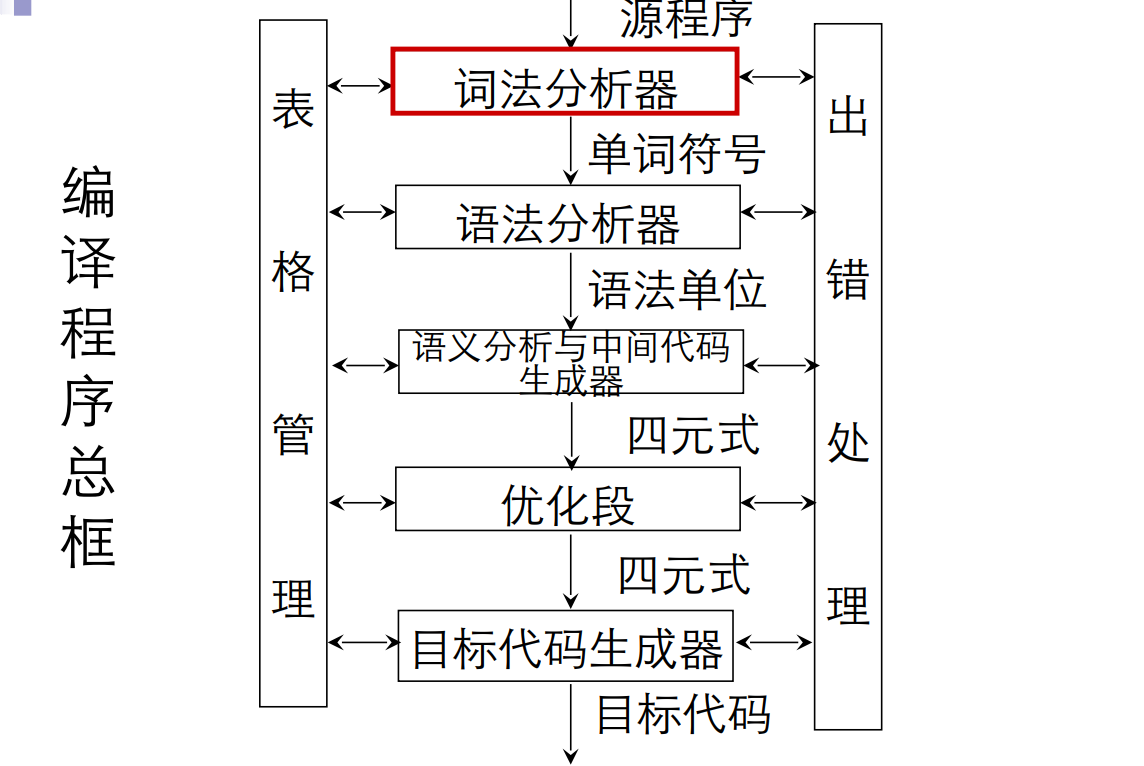 编译程序总框
表格管理
源程序
词法分析器
单词符号
语法分析器
语法单位
语义分析与中间代码
生成器
四元式
优化段
四元式
目标代码生成器
目标代码
出错处理